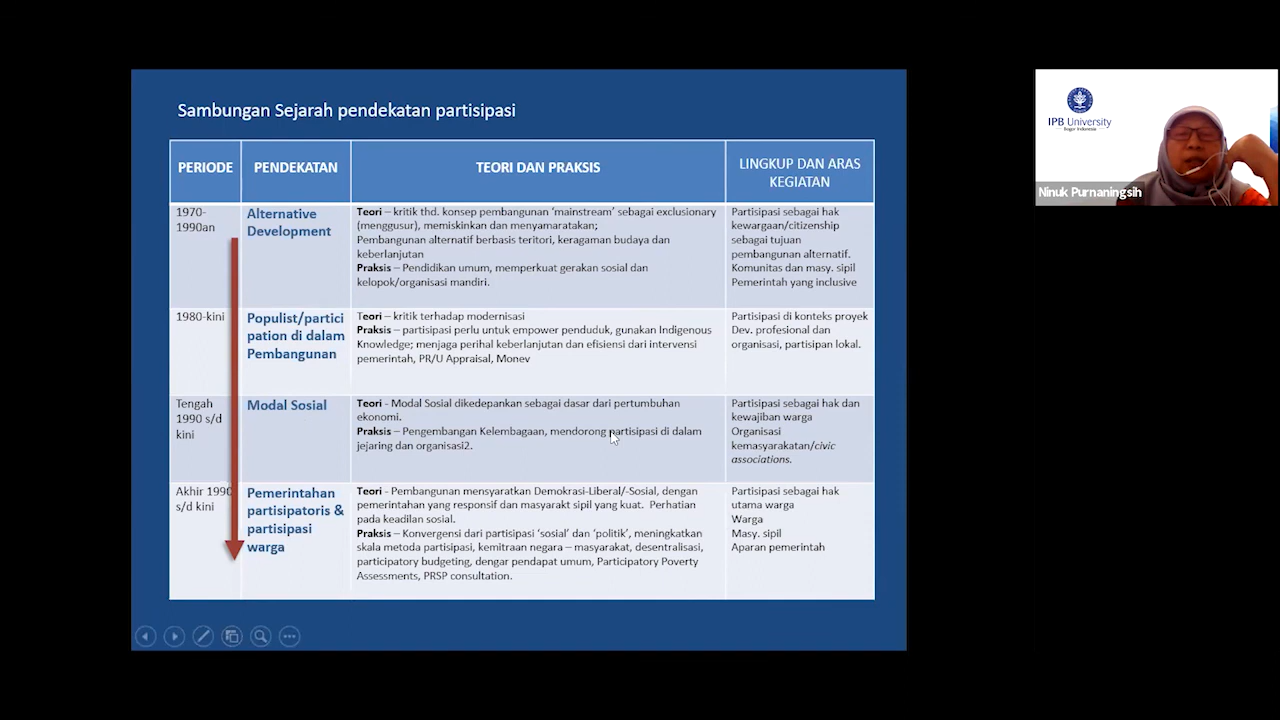 Sambungan Sejarah pendekatan partisipasi
PERIODE
PENDEKATAN
TEORI DAN PRAKSIS
LINGKUP DAN ARAS
KEGIATAN
1970-
1990an
Alternative
Development
Teori – kritik thd. konsep pembangunan ‘mainstream’ sebagai exclusionary
(menggusur), memiskinkan dan menyamaratakan;
Pembangunan alternatif berbasis teritori, keragaman budaya dan
keberlanjutan
Praksis – Pendidikan umum, memperkuat gerakan sosial dan
kelopok/organisasi mandiri.
Partisipasi sebagai hak
kewargaan/citizenship
sebagai tujuan
pembangunan alternatif.
Komunitas dan masy. sipil
Pemerintah yang inclusive
1980-kini
Populist/partici
pation di dalam
Pembangunan
Teori – kritik terhadap modernisasi
Praksis – partisipasi perlu untuk empower penduduk, gunakan Indigenous
Knowledge; menjaga perihal keberlanjutan dan efisiensi dari intervensi
pemerintah, PR/U Appraisal, Monev
Partisipasi di konteks proyek
Dev. profesional dan
organisasi, partisipan lokal.
Tengah
1990 s/d
kini
Modal Sosial
Teori - Modal Sosial dikedepankan sebagai dasar dari pertumbuhan
ekonomi.
Praksis – Pengembangan Kelembagaan, mendorong partisipasi di dalam
jejaring dan organisasi2.
Partisipasi sebagai hak dan
kewajiban warga
Organisasi
kemasyarakatan/civic
associations.
Akhir 1990
s/d kini
Pemerintahan
partisipatoris &
partisipasi
warga
Teori - Pembangunan mensyaratkan Demokrasi-Liberal/-Sosial, dengan
pemerintahan yang responsif dan masyarakt sipil yang kuat. Perhatian
pada keadilan sosial.
Praksis – Konvergensi dari partisipasi ‘sosial’ dan ‘politik’, meningkatkan
skala metoda partisipasi, kemitraan negara – masyarakat, desentralisasi,
participatory budgeting, dengar pendapat umum, Participatory Poverty
Assessments, PRSP consultation.
Partisipasi sebagai hak
utama warga
Warga
Masy. sipil
Aparan pemerintah
IPB University
Bogor Indonesia
Ninuk Purnaningsih